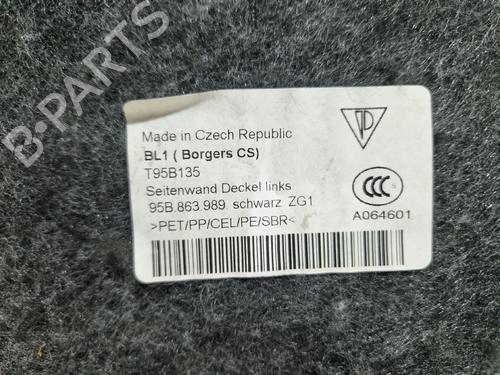 B-PARTS
Made in Czech Republic
BL1 ( Borgers CS)
T95B135
Seitenwand Deckel links
95B.863.989. schwarz ZG1
>PET/PP/CEL/PE/SBR<
CCC
A064601